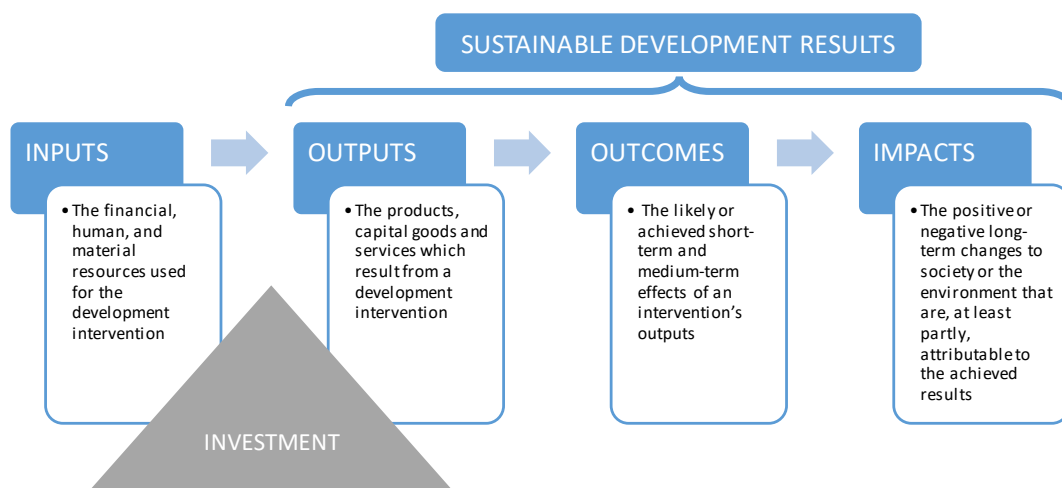 SUSTAINABLE DEVELOPMENT RESULTS
INPUTS
• The financial,
human, and
material
resources used
for the
development
intervention
OUTPUTS
• The products,
capital goods and
services which
result from a
development
intervention
OUTCOMES
• The likely or
achieved short-
term and
medium-term
effects of an
intervention's
outputs
IMPACTS
• The positive or
negative long-
term changes to
society or the
environment that
are, at least
partly,
attributable to
the achieved
results
INVESTMENT